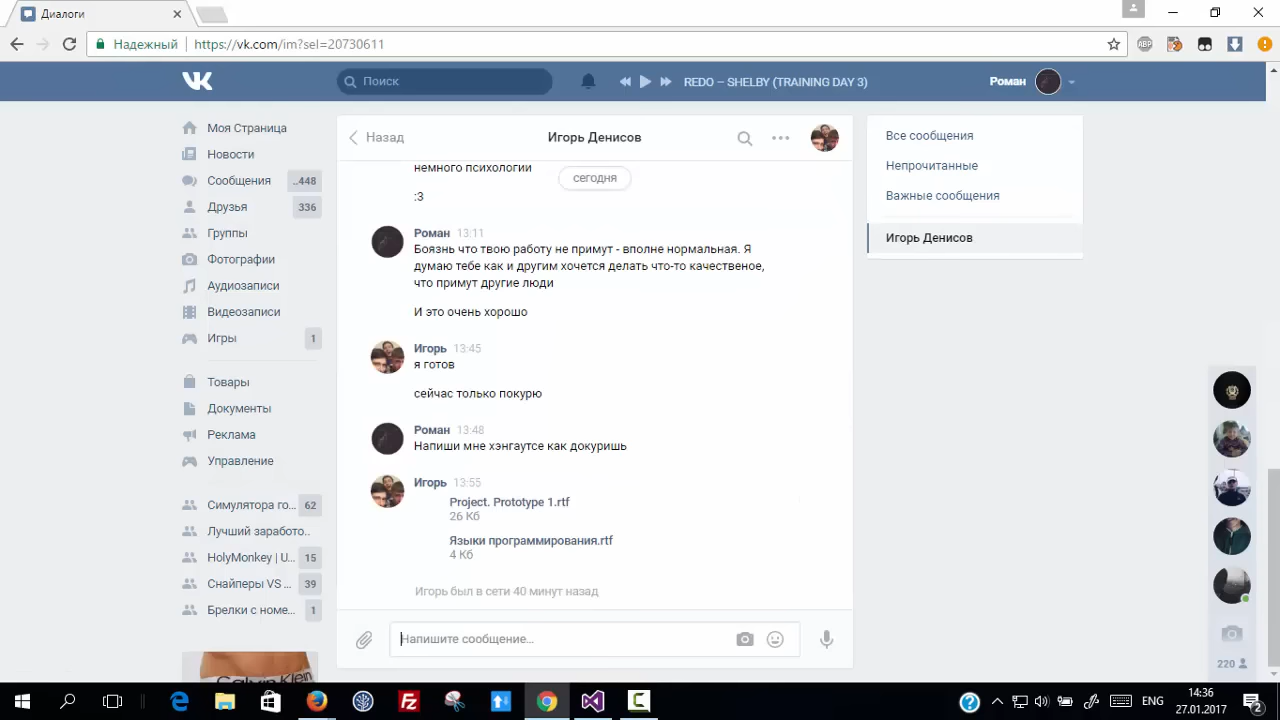 Диалоги
Надежный
https://vk.com/im?sel=20730611
ABP
Поиск
REDO – SHELBY (TRAINING DAY 3)
Роман
Моя Страница
Новости
Сообщения
..448
Друзья
336
Группы
Фотографии
Аудиозаписи
Видеозаписи
Игры
1
Товары
Документы
Реклама
Управление
Симулятора го...
62
Лучший заработо..
HolyMonkey | U...
15
Снайперы VS ...
39
Брелки с номе...
1
Calvin Klein
Назад
Игорь Денисов
немного психологии
сегодня
:3
Роман 13:11
Боязнь что твою работу не примут - вполне нормальная. Я
думаю тебе как и другим хочется делать что-то качественое,
что примут другие люди
И это очень хорошо
Игорь 13:45
я готов
сейчас только покурю
Роман 13:48
Напиши мне хэнгаутсе как докуришь
Игорь 13:55
Project. Prototype 1.rtf
26 Кб
Языки программирования.rtf
4 Кб
Игорь был в сети 40 минут назад
Напишите сообщение...
Все сообщения
Непрочитанные
Важные сообщения
Игорь Денисов
220
ENG
14:36
27.01.2017
2